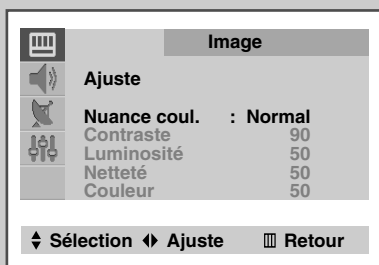 Image
Ajuste
Nuance coul. : Normal
Contraste 90
Luminosité 50
Netteté 50
Couleur 50
Sélection Ajuste Retour